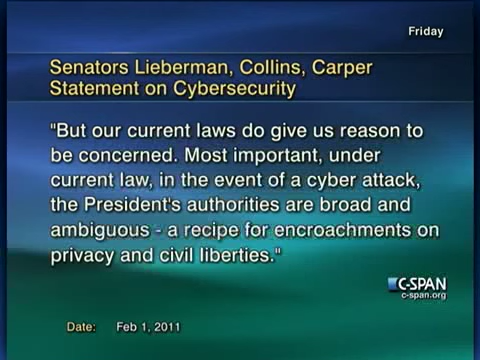 Friday
Senators Lieberman, Collins, Carper
Statement on Cybersecurity
"But our current laws do give us reason to
be concerned. Most important, under
current law, in the event of a cyber attack,
the President's authorities are broad and
ambiguous - a recipe for encroachments on
privacy and civil liberties."
C-SPAN
c-span.org
Date: Feb 1, 2011